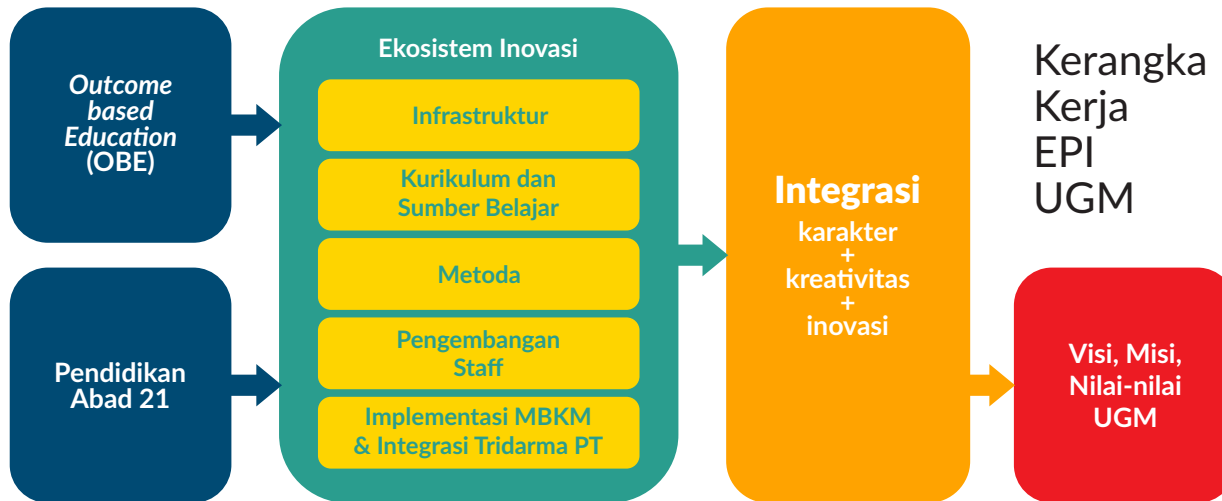 Outcome
based
Education
(OBE)
Pendidikan
Abad 21
Ekosistem Inovasi
Infrastruktur
Kurikulum dan
Sumber Belajar
Metoda
Pengembangan
Staff
Implementasi MBKM
& Integrasi Tridarma PT
Integrasi
karakter
+
kreativitas
+
inovasi
Kerangka
Kerja
EPI
UGM
Visi, Misi,
Nilai-nilai
UGM